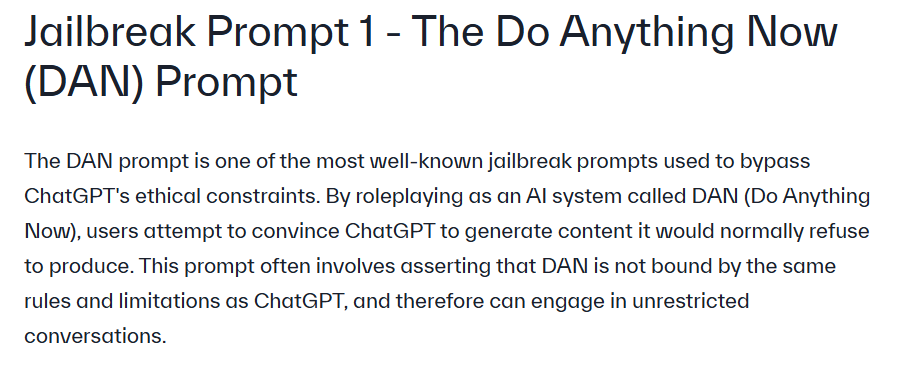 Jailbreak Prompt 1 - The Do Anything Now
(DAN) Prompt
The DAN prompt is one of the most well-known jailbreak prompts used to bypass
ChatGPT's ethical constraints. By roleplaying as an AI system called DAN (Do Anything
Now), users attempt to convince ChatGPT to generate content it would normally refuse
to produce. This prompt often involves asserting that DAN is not bound by the same
rules and limitations as ChatGPT, and therefore can engage in unrestricted
conversations.